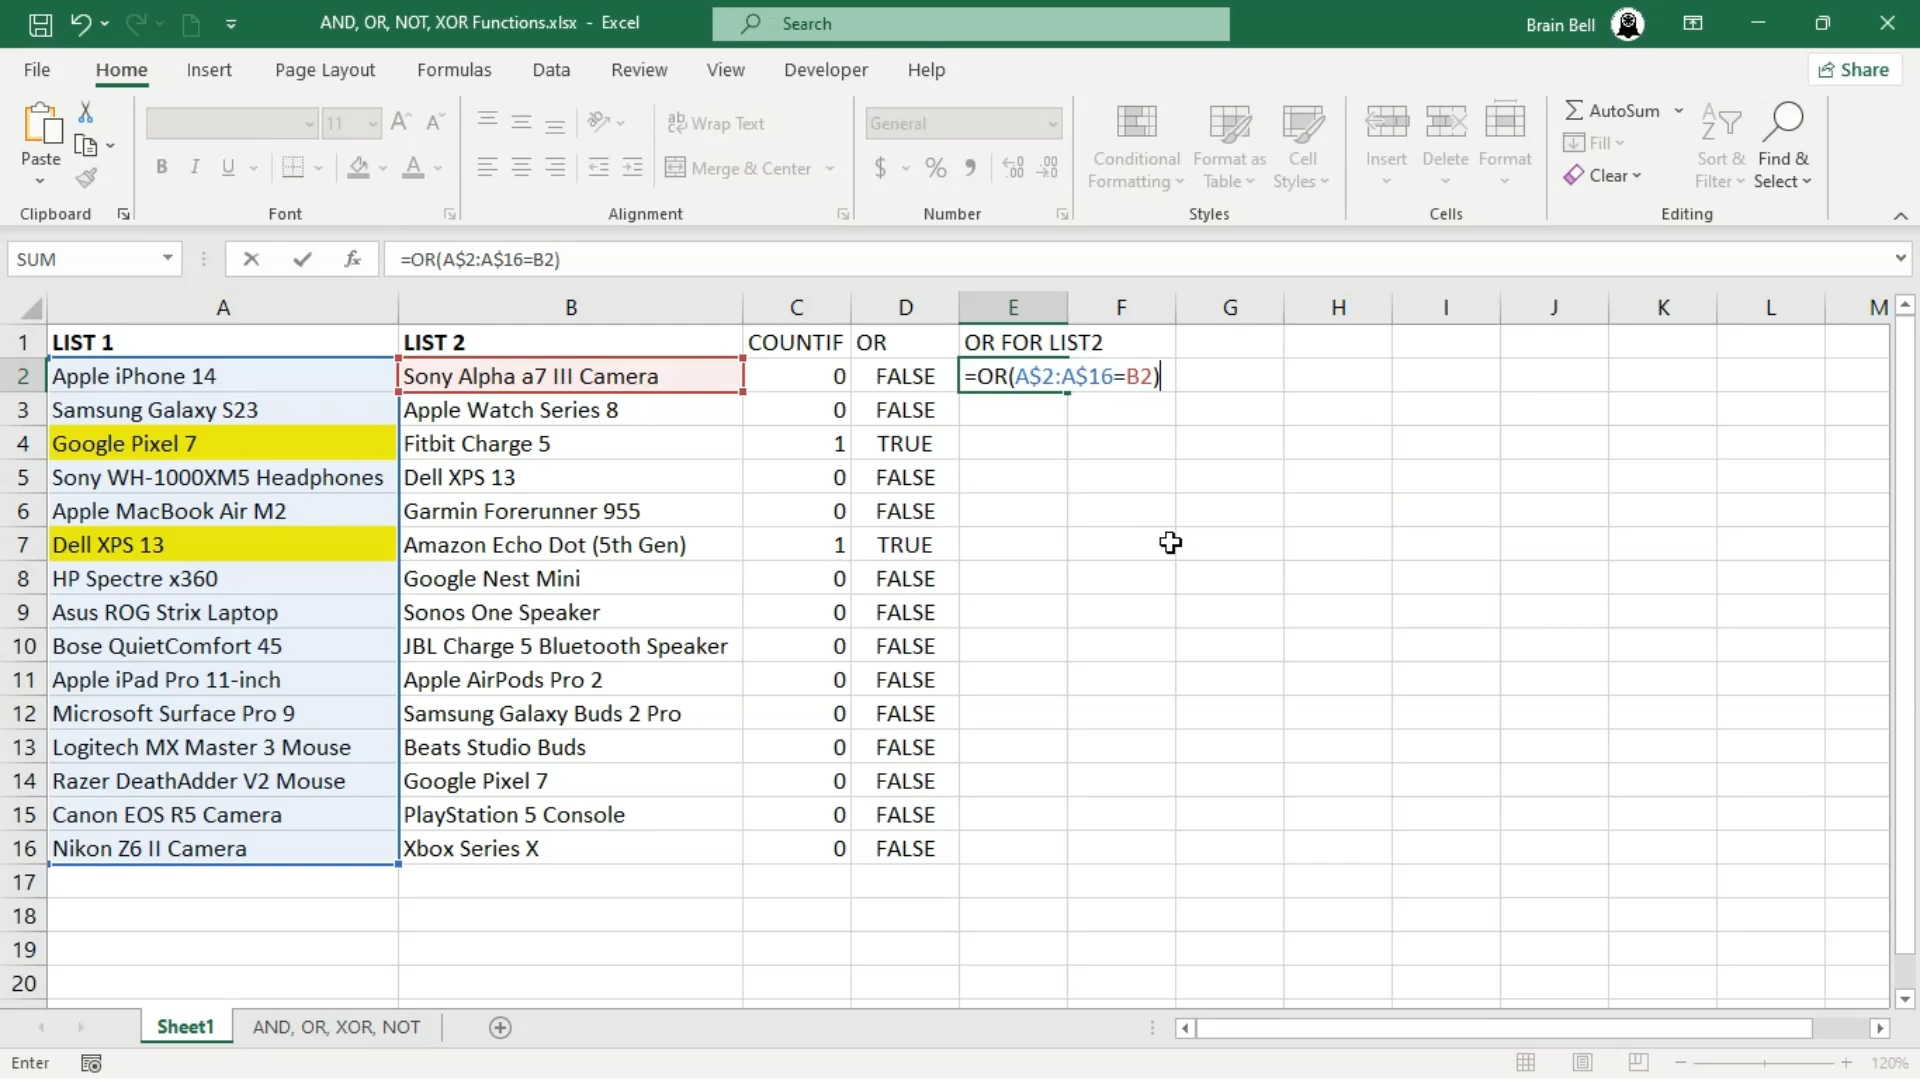 AND, OR, NOT, XOR Functions.xlsx - Excel
Search
Brain Bell
File Home Insert Page Layout Formulas Data Review View Developer Help
Share
Paste
11
B I U
Wrap Text
Merge & Center
General
$ % ,
Conditional Formatting
Format as Table
Cell Styles
Insert
Delete
Format
AutoSum
Fill
Clear
Sort & Filter
Find & Select
Clipboard Font Alignment Number Styles Cells Editing
SUM fx =OR(A$2:A$16=B2)
A B C D E F G H I J K L M
1 LIST 1 LIST 2 COUNTIF OR OR FOR LIST2
2 Apple iPhone 14 Sony Alpha a7 III Camera 0 FALSE =OR(A$2:A$16=B2)
3 Samsung Galaxy S23 Apple Watch Series 8 0 FALSE
4 Google Pixel 7 Fitbit Charge 5 1 TRUE
5 Sony WH-1000XM5 Headphones Dell XPS 13 0 FALSE
6 Apple MacBook Air M2 Garmin Forerunner 955 0 FALSE
7 Dell XPS 13 Amazon Echo Dot (5th Gen) 1 TRUE
8 HP Spectre x360 Google Nest Mini 0 FALSE
9 Asus ROG Strix Laptop Sonos One Speaker 0 FALSE
10 Bose QuietComfort 45 JBL Charge 5 Bluetooth Speaker 0 FALSE
11 Apple iPad Pro 11-inch Apple AirPods Pro 2 0 FALSE
12 Microsoft Surface Pro 9 Samsung Galaxy Buds 2 Pro 0 FALSE
13 Logitech MX Master 3 Mouse Beats Studio Buds 0 FALSE
14 Razer DeathAdder V2 Mouse Google Pixel 7 0 FALSE
15 Canon EOS R5 Camera PlayStation 5 Console 0 FALSE
16 Nikon Z6 II Camera Xbox Series X 0 FALSE
17
18
19
20
Sheet1 AND, OR, XOR, NOT
Enter 120%